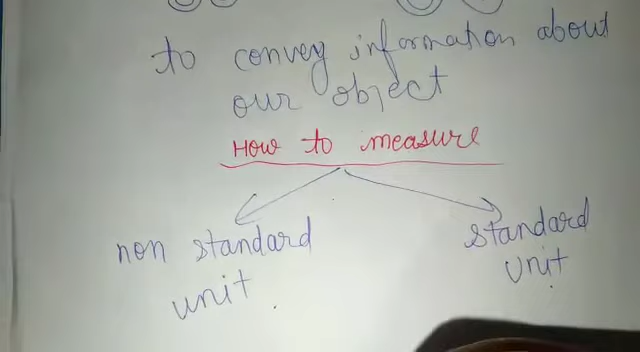 to convey information about
our object
How to measure
non standard
unit
standard
unit